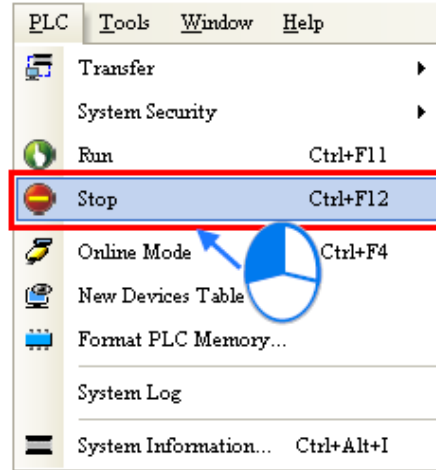 PLC Tools Window Help
Transfer
System Security
Run Ctrl+F11
Stop Ctrl+F12
Online Mode Ctrl+F4
New Devices Table
Format PLC Memory...
System Log
System Information... Ctrl+Alt+I